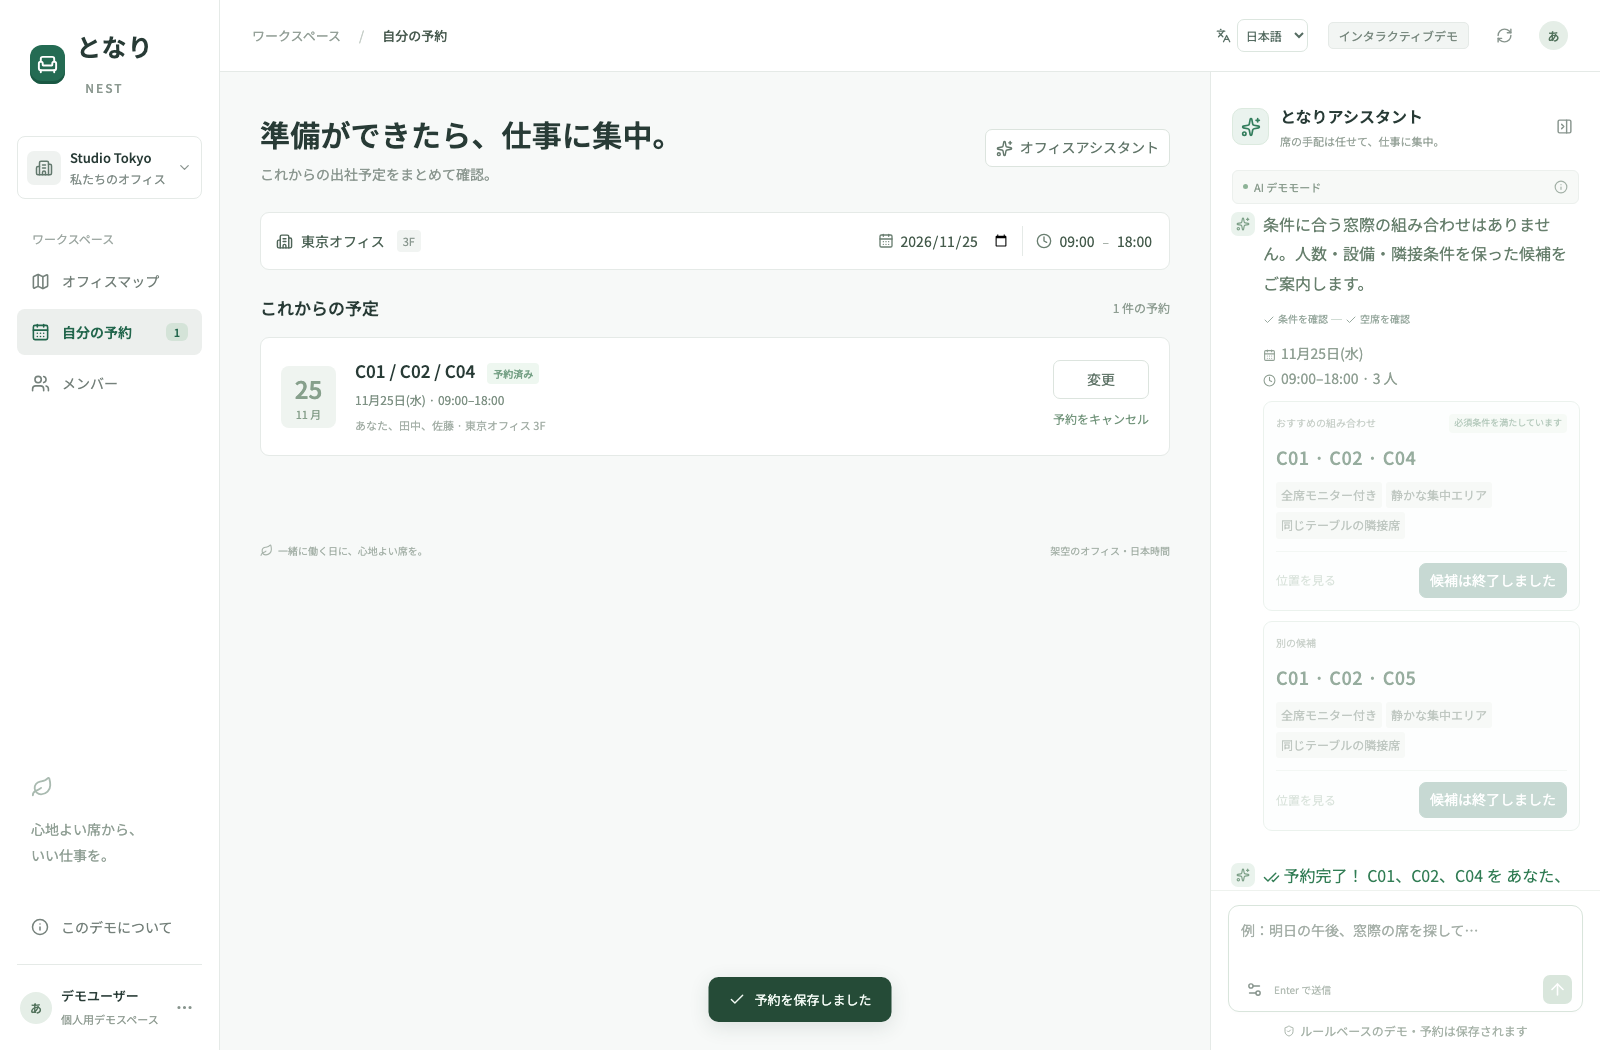 となり
NEST
Studio Tokyo
私たちのオフィス
ワークスペース
オフィスマップ
自分の予約
1
メンバー
心地よい席から、
いい仕事を。
このデモについて
あ
デモユーザー
個人用デモスペース
ワークスペース / 自分の予約
日本語
インタラクティブデモ
あ
準備ができたら、仕事に集中。
これからの出社予定をまとめて確認。
オフィスアシスタント
東京オフィス 3F
2026/11/25
09:00 – 18:00
これからの予定
1 件の予約
25
11 月
C01 / C02 / C04 予約済み
11月25日(水) · 09:00–18:00
あなた、田中、佐藤 · 東京オフィス 3F
変更
予約をキャンセル
一緒に働く日に、心地よい席を。
架空のオフィス・日本時間
予約を保存しました
となりアシスタント
席の手配は任せて、仕事に集中。
AI デモモード
条件に合う窓際の組み合わせはありませ
ん。人数・設備・隣接条件を保った候補を
ご案内します。
条件を確認 — 空席を確認
11月25日(水)
09:00–18:00 · 3 人
おすすめの組み合わせ
必須条件を満たしています
C01 · C02 · C04
全席モニター付き 静かな集中エリア
同じテーブルの隣接席
位置を見る
候補は終了しました
別の候補
C01 · C02 · C05
全席モニター付き 静かな集中エリア
同じテーブルの隣接席
位置を見る
候補は終了しました
予約完了！ C01、C02、C04 を あなた、
例：明日の午後、窓際の席を探して…
Enter で送信
ルールベースのデモ・予約は保存されます